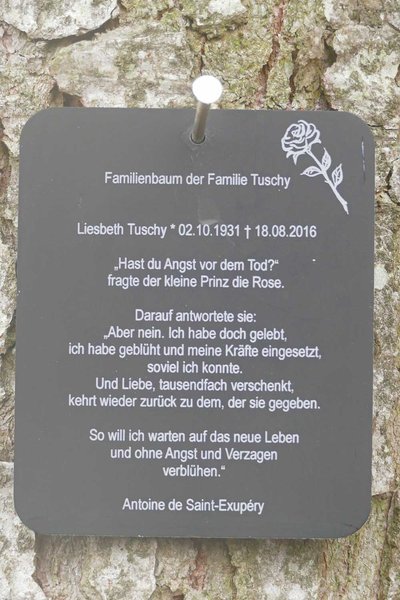 Familienbaum der Familie Tuschy
Liesbeth Tuschy * 02.10.1931 † 18.08.2016
„Hast du Angst vor dem Tod?“
fragte der kleine Prinz die Rose.
Darauf antwortete sie:
„Aber nein. Ich habe doch gelebt,
ich habe geblüht und meine Kräfte eingesetzt,
soviel ich konnte.
Und Liebe, tausendfach verschenkt,
kehrt wieder zurück zu dem, der sie gegeben.
So will ich warten auf das neue Leben
und ohne Angst und Verzagen
verblühen.“
Antoine de Saint-Exupéry